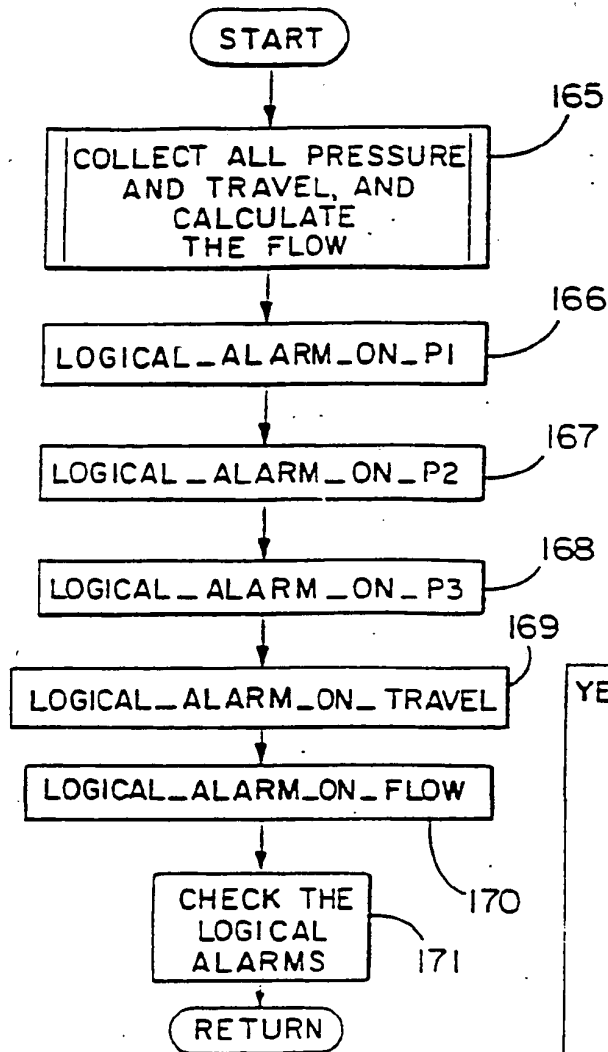 START
165
COLLECT ALL PRESSURE
AND TRAVEL, AND
CALCULATE
THE FLOW
166
LOGICAL_ALARM_ON_P1
167
LOGICAL_ALARM_ON_P2
168
LOGICAL_ALARM_ON_P3
169
LOGICAL_ALARM_ON_TRAVEL
YE
LOGICAL_ALARM_ON_FLOW
170
CHECK THE
LOGICAL
ALARMS
171
RETURN